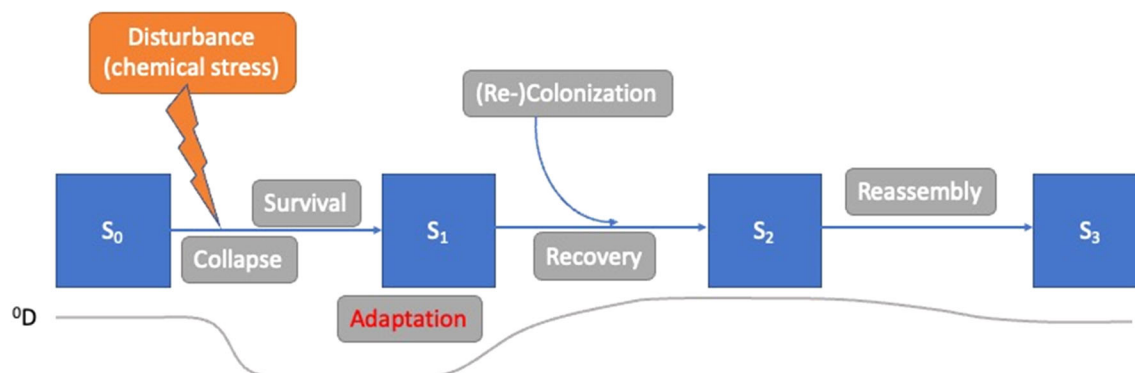 Disturbance
(chemical stress)
(Re-)Colonization
S₀
Survival
Collapse
S₁
Recovery
S₂
Reassembly
S₃
⁰D
Adaptation